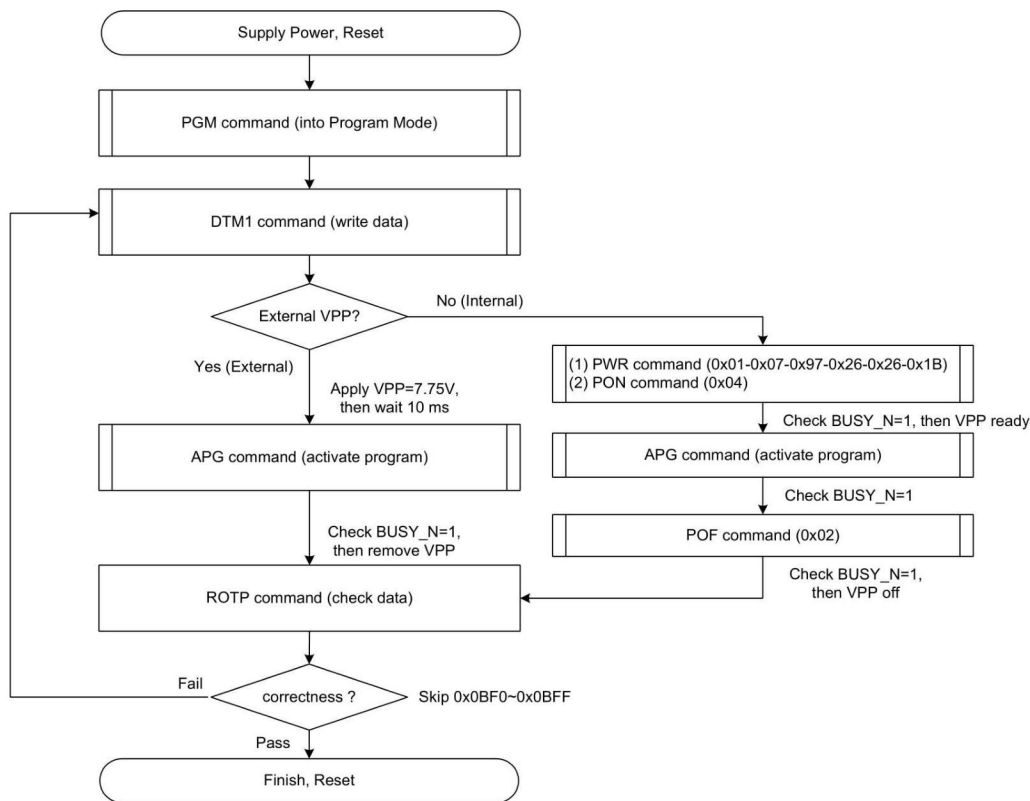 Supply Power, Reset
PGM command (into Program Mode)
DTM1 command (write data)
External VPP?
No (Internal)
Yes (External)
Apply VPP=7.75V,
then wait 10 ms
(1) PWR command (0x01-0x07-0x97-0x26-0x26-0x1B)
(2) PON command (0x04)
Check BUSY_N=1, then VPP ready
APG command (activate program)
APG command (activate program)
Check BUSY_N=1
Check BUSY_N=1,
then remove VPP
POF command (0x02)
Check BUSY_N=1,
then VPP off
ROTP command (check data)
Fail
correctness ?
Skip 0x0BF0~0x0BFF
Pass
Finish, Reset